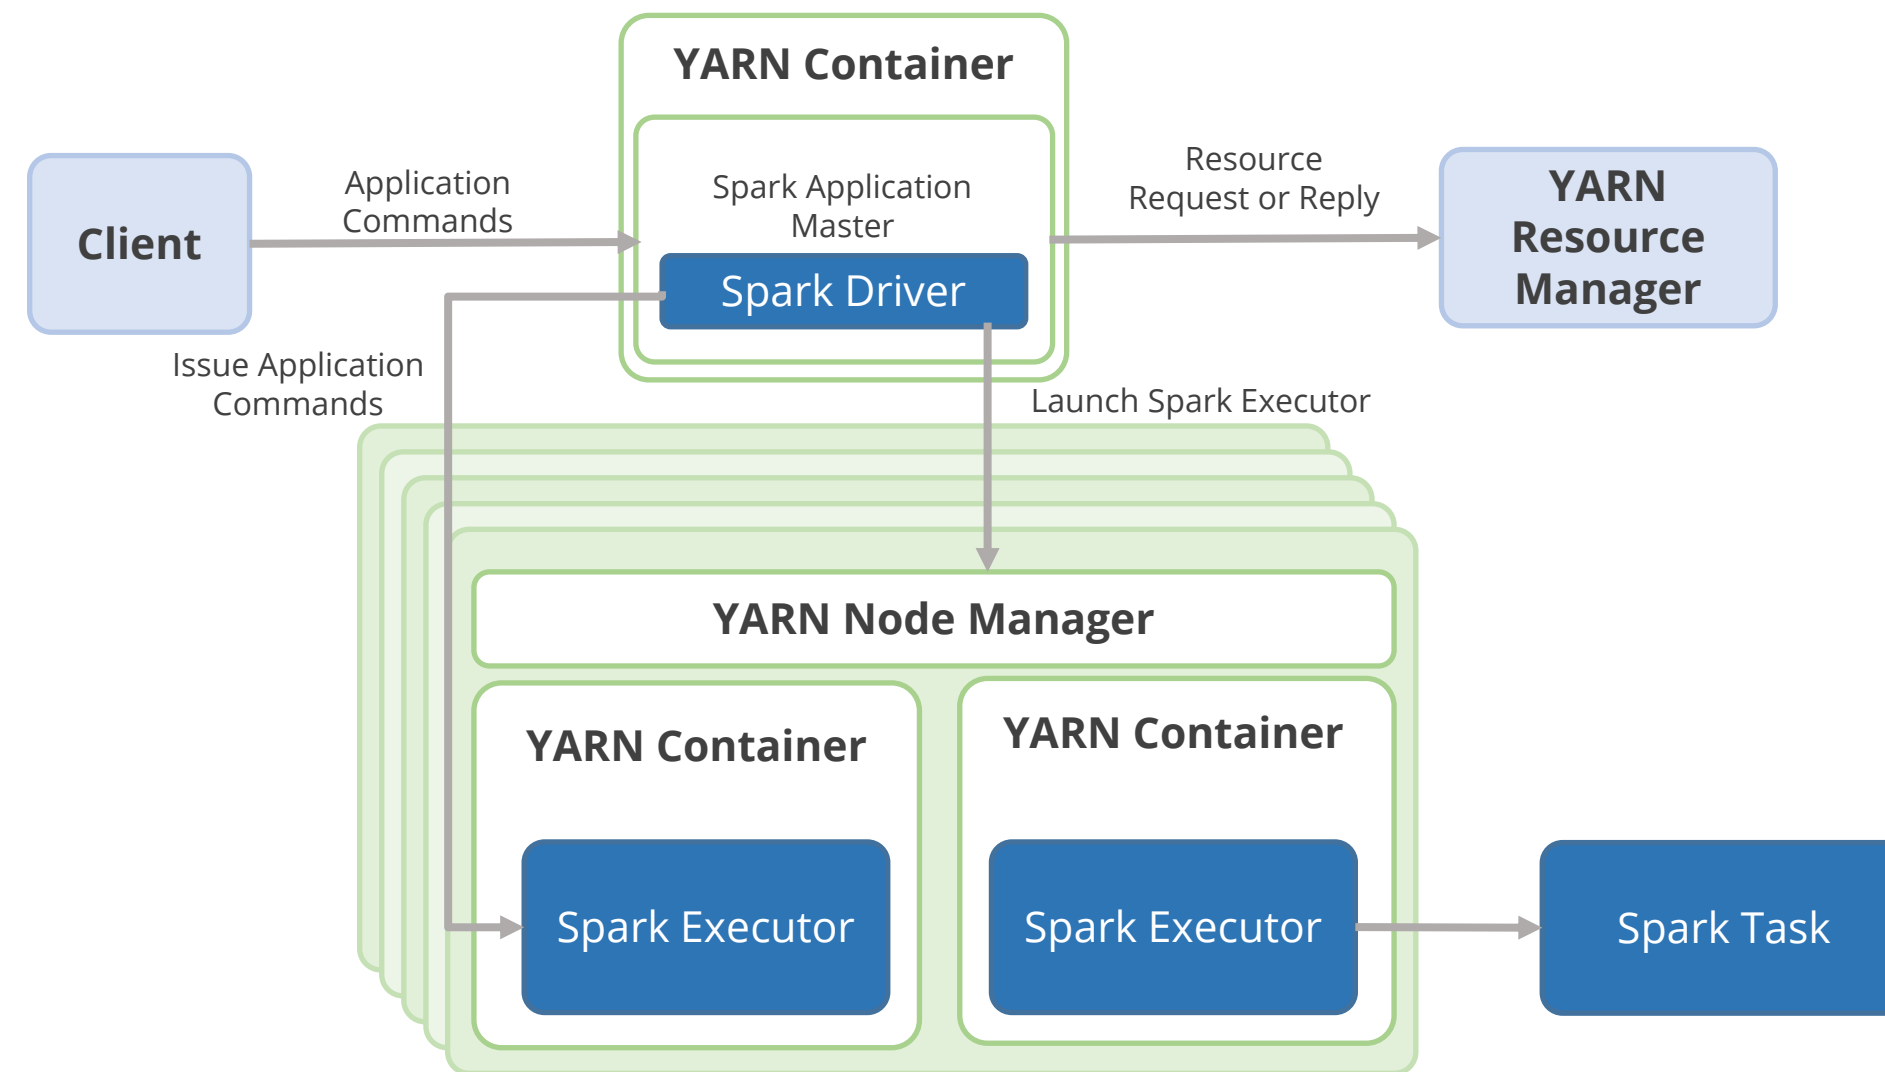 YARN Container
Application
Commands
Spark Application
Master
Resource
Request or Reply
Client
YARN
Resource
Manager
Spark Driver
Issue Application
Commands
Launch Spark Executor
YARN Node Manager
YARN Container
YARN Container
Spark Executor
Spark Executor
Spark Task